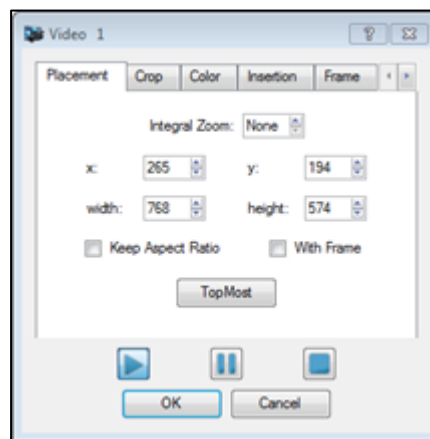 Video 1
Placement Crop Color Insertion Frame
Integral Zoom: None
x: 265 y: 194
width: 768 height: 574
Keep Aspect Ratio With Frame
TopMost
OK Cancel